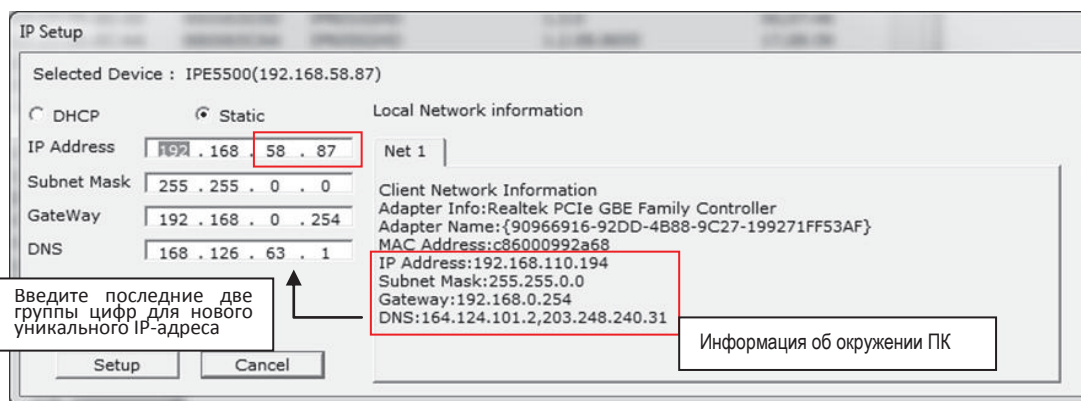 IP Setup
Selected Device : IPE5500(192.168.58.87)
DHCP
Static
IP Address 192 . 168 . 58 . 87
Subnet Mask 255 . 255 . 0 . 0
GateWay 192 . 168 . 0 . 254
DNS 168 . 126 . 63 . 1
Введите последние две
группы цифр для нового
уникального IP-адреса
Setup
Cancel
Local Network information
Net 1
Client Network Information
Adapter Info:Realtek PCIe GBE Family Controller
Adapter Name:{90966916-92DD-4B88-9C27-199271FF53AF}
MAC Address:c86000992a68
IP Address:192.168.110.194
Subnet Mask:255.255.0.0
Gateway:192.168.0.254
DNS:164.124.101.2,203.248.240.31
Информация об окружении ПК